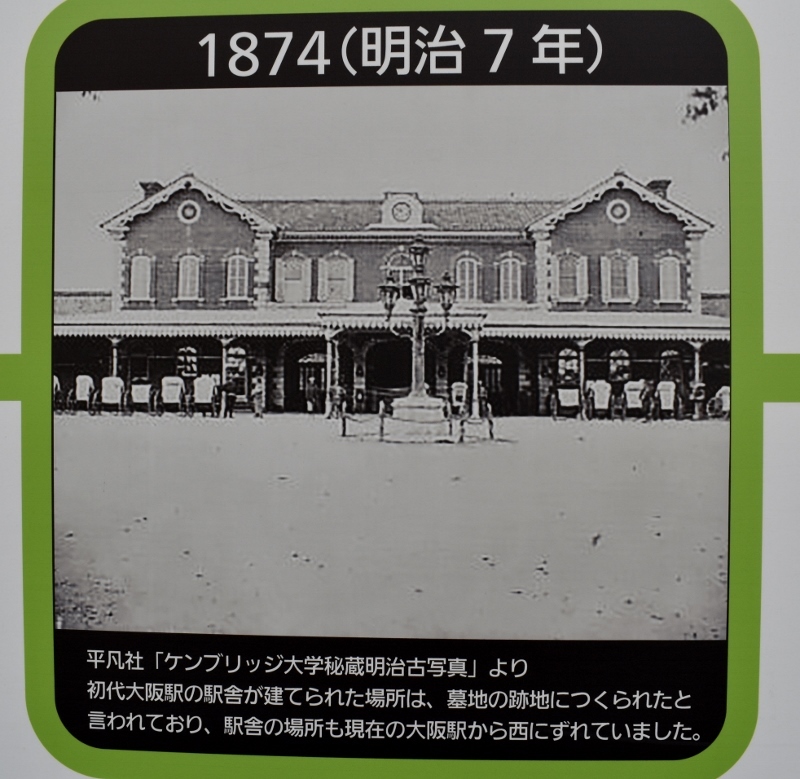 1874(明治7年)
平凡社「ケンブリッジ大学秘蔵明治古写真」より
初代大阪駅の駅舎が建てられた場所は、墓地の跡地につくられたと
言われており、駅舎の場所も現在の大阪駅から西にずれていました。